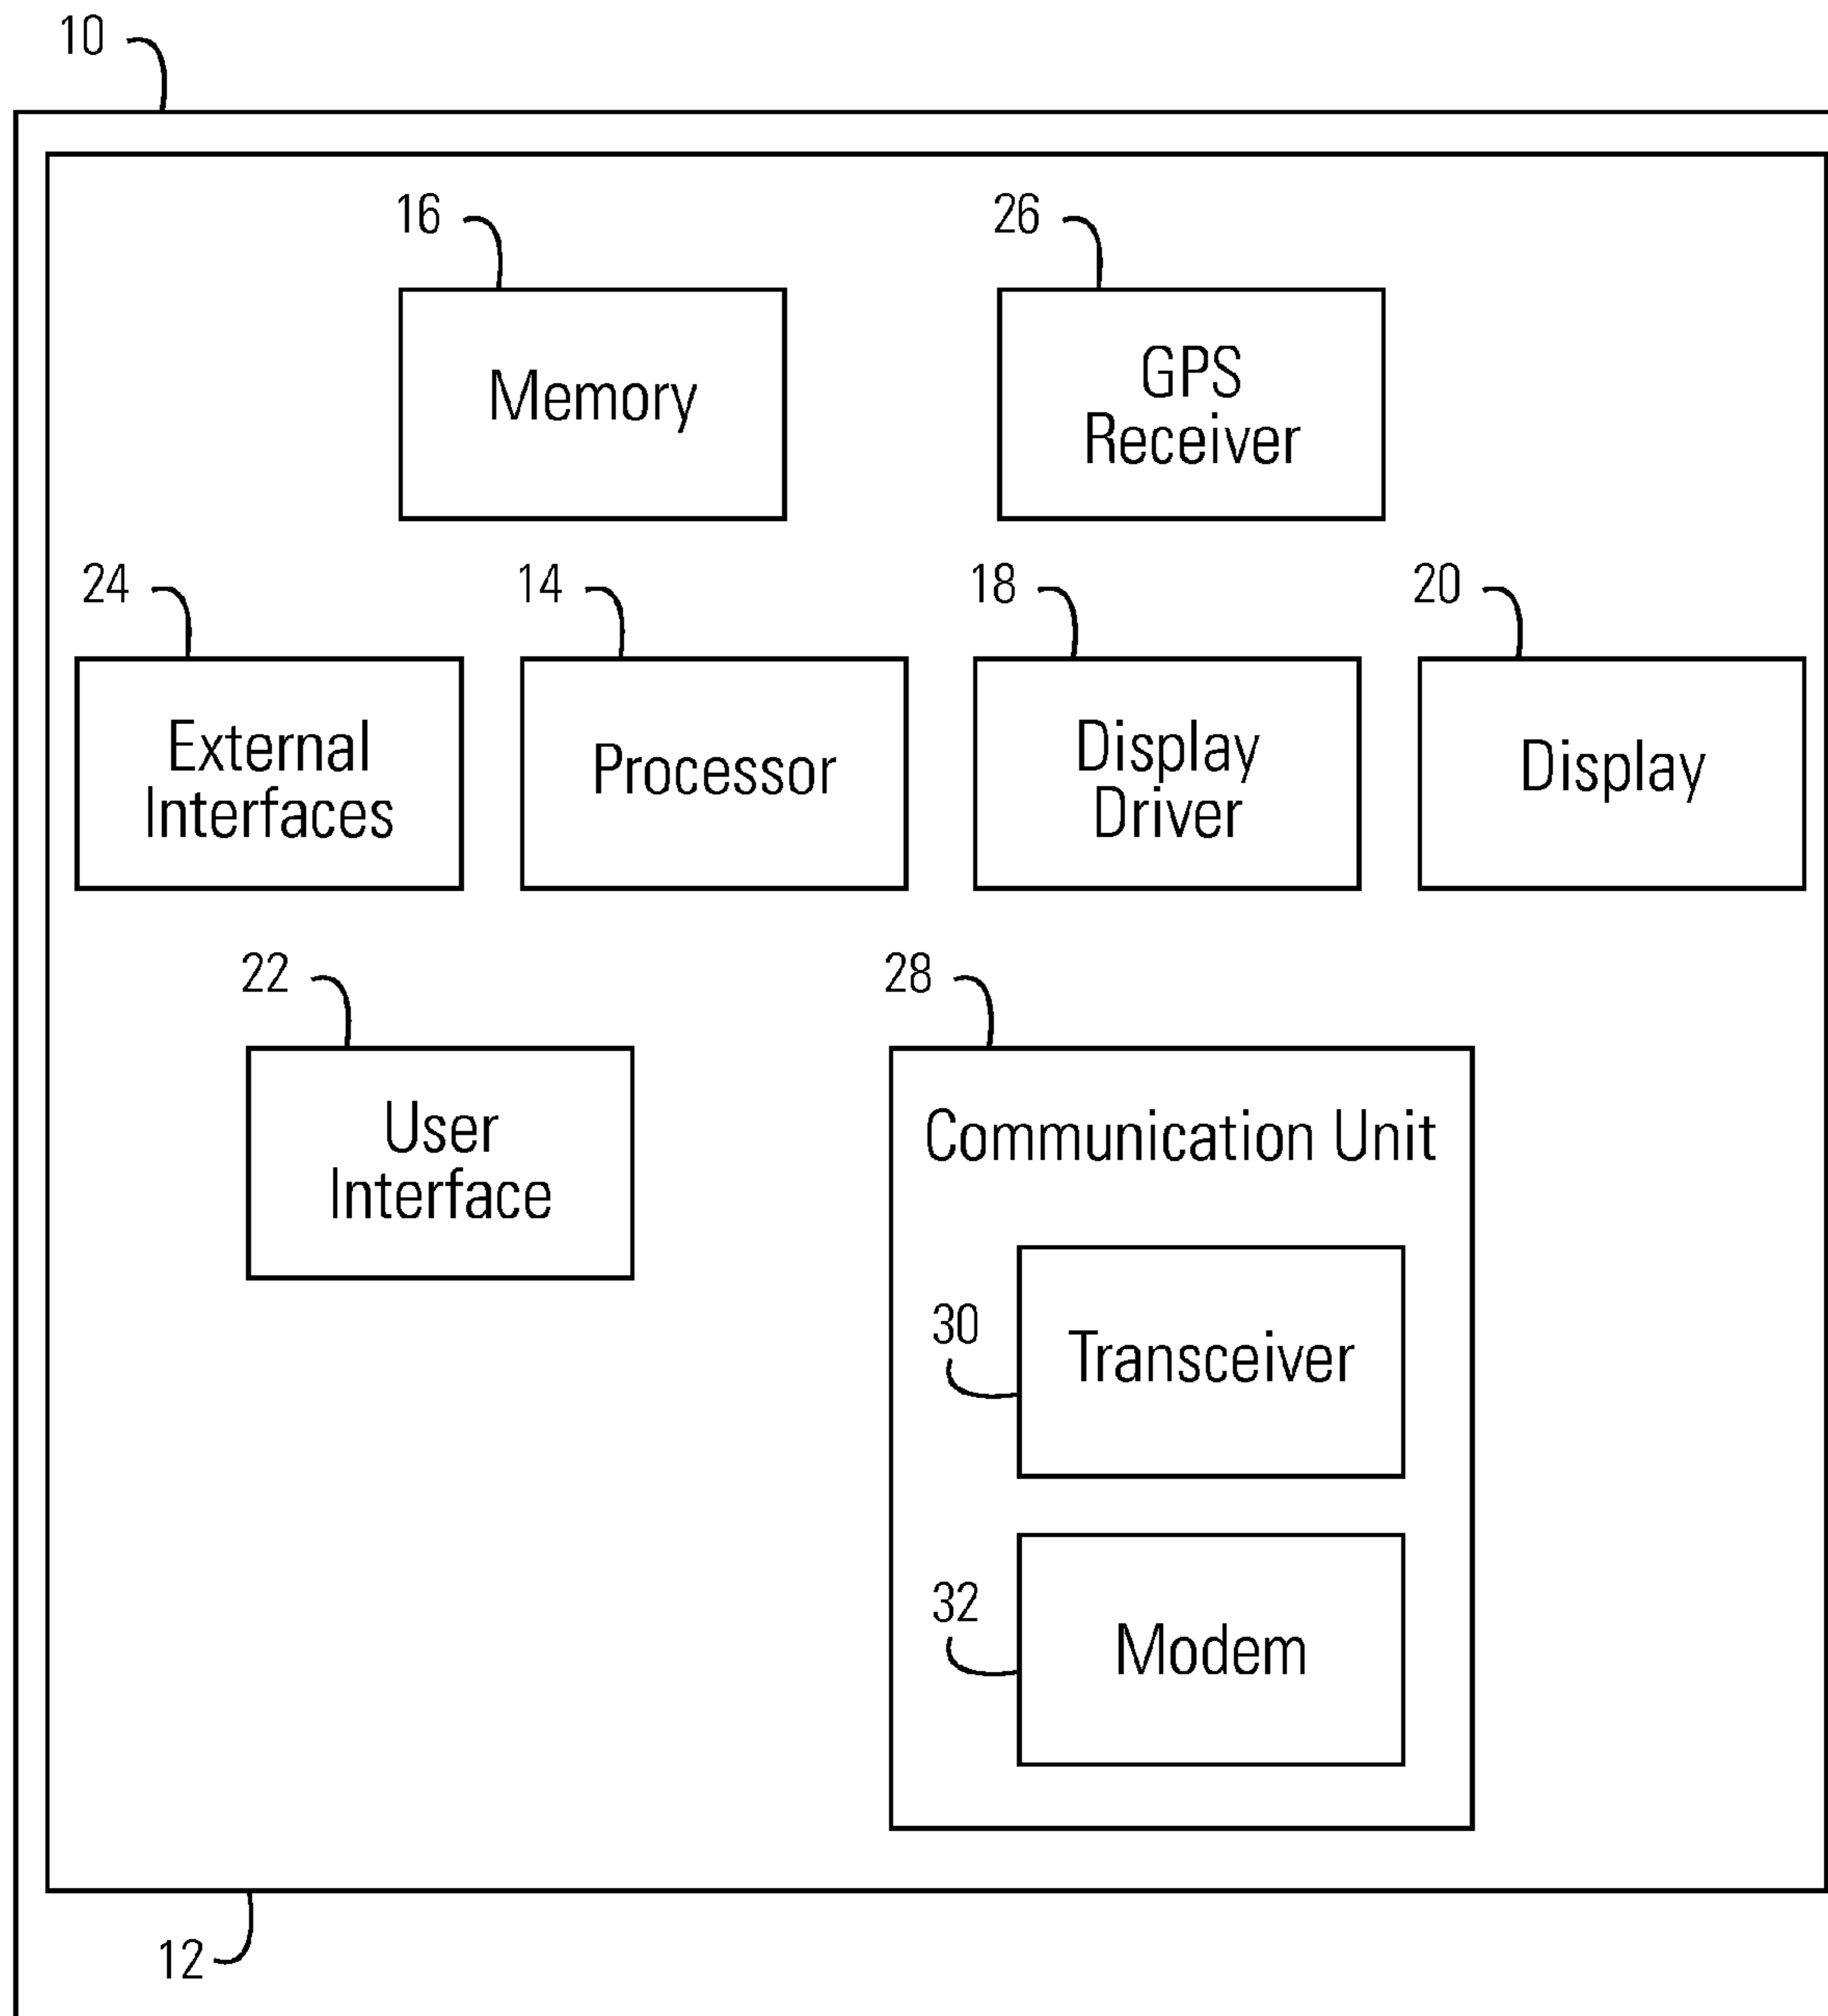 10
16
26
Memory
GPS
Receiver
24
14
18
20
External
Interfaces
Processor
Display
Driver
Display
22
28
User
Interface
Communication Unit
30
Transceiver
32
Modem
12